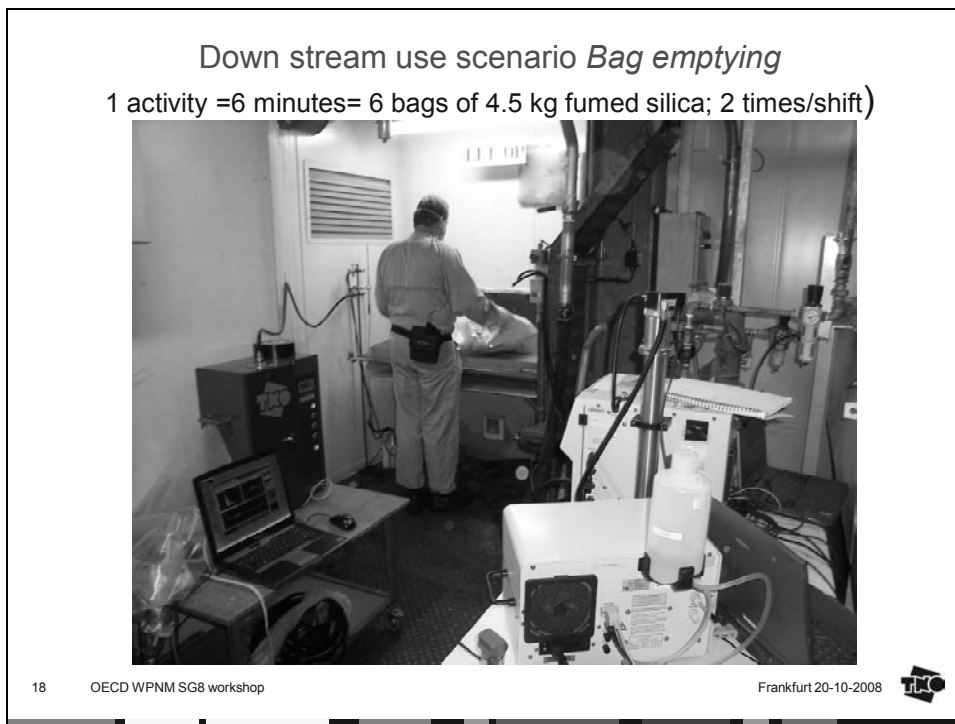 Down stream use scenario Bag emptying
1 activity =6 minutes= 6 bags of 4.5 kg fumed silica; 2 times/shift)
TNO
18 OECD WPNM SG8 workshop Frankfurt 20-10-2008 TNO